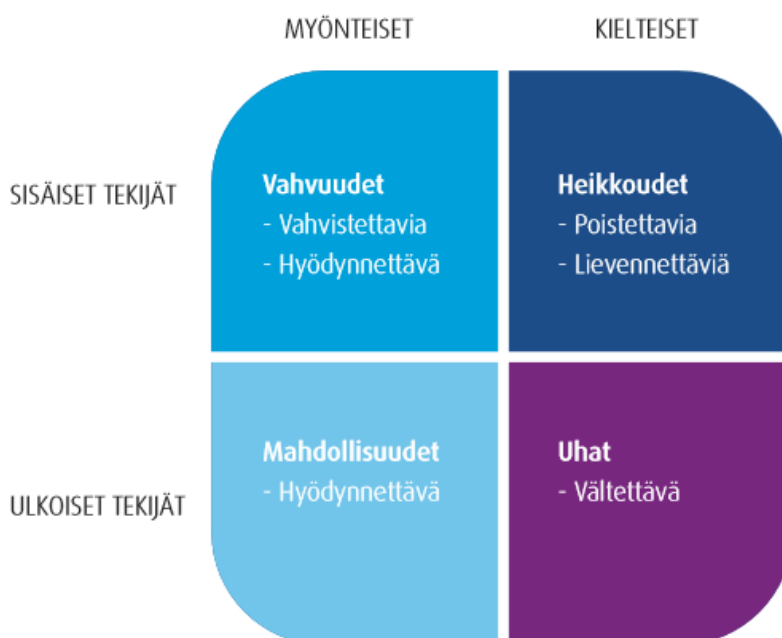 MYÖNTEISET
KIELTEISET
SISÄISET TEKIJÄT
Vahvuudet
- Vahvistettavia
- Hyödynnettävä
Heikkoudet
- Poistettavia
- Lievennettäviä
ULKOISET TEKIJÄT
Mahdollisuudet
- Hyödynnettävä
Uhat
- Vältettävä